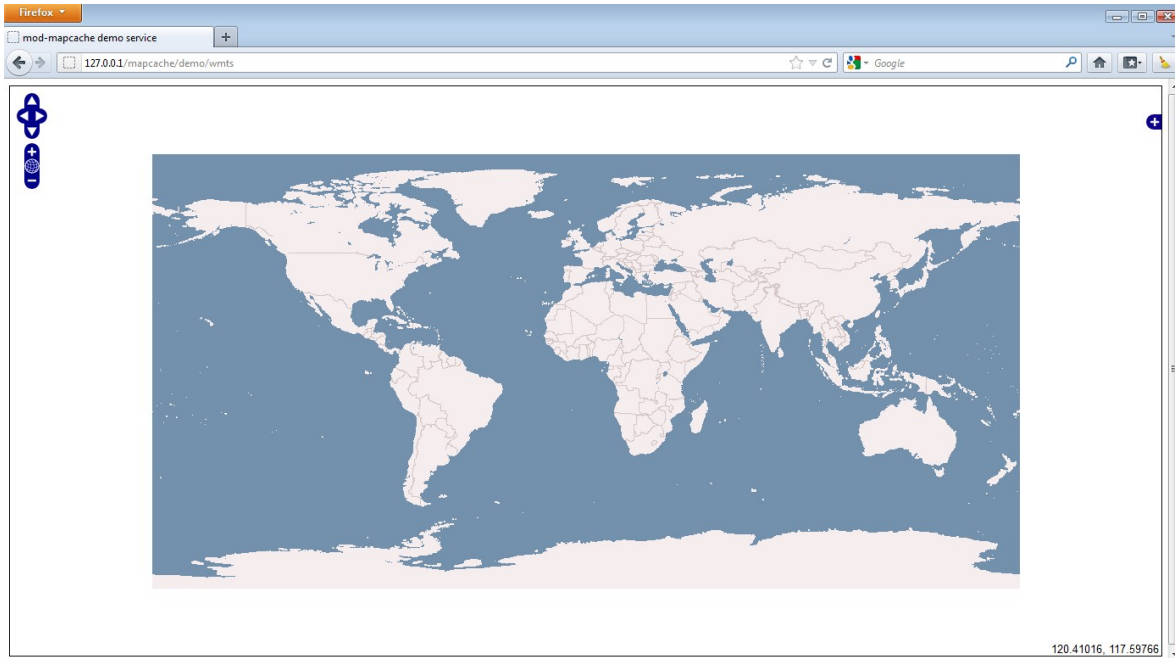 Firefox
mod-mapcache demo service
127.0.0.1/mapcache/demo/wmts
Google
120.41016, 117.59766